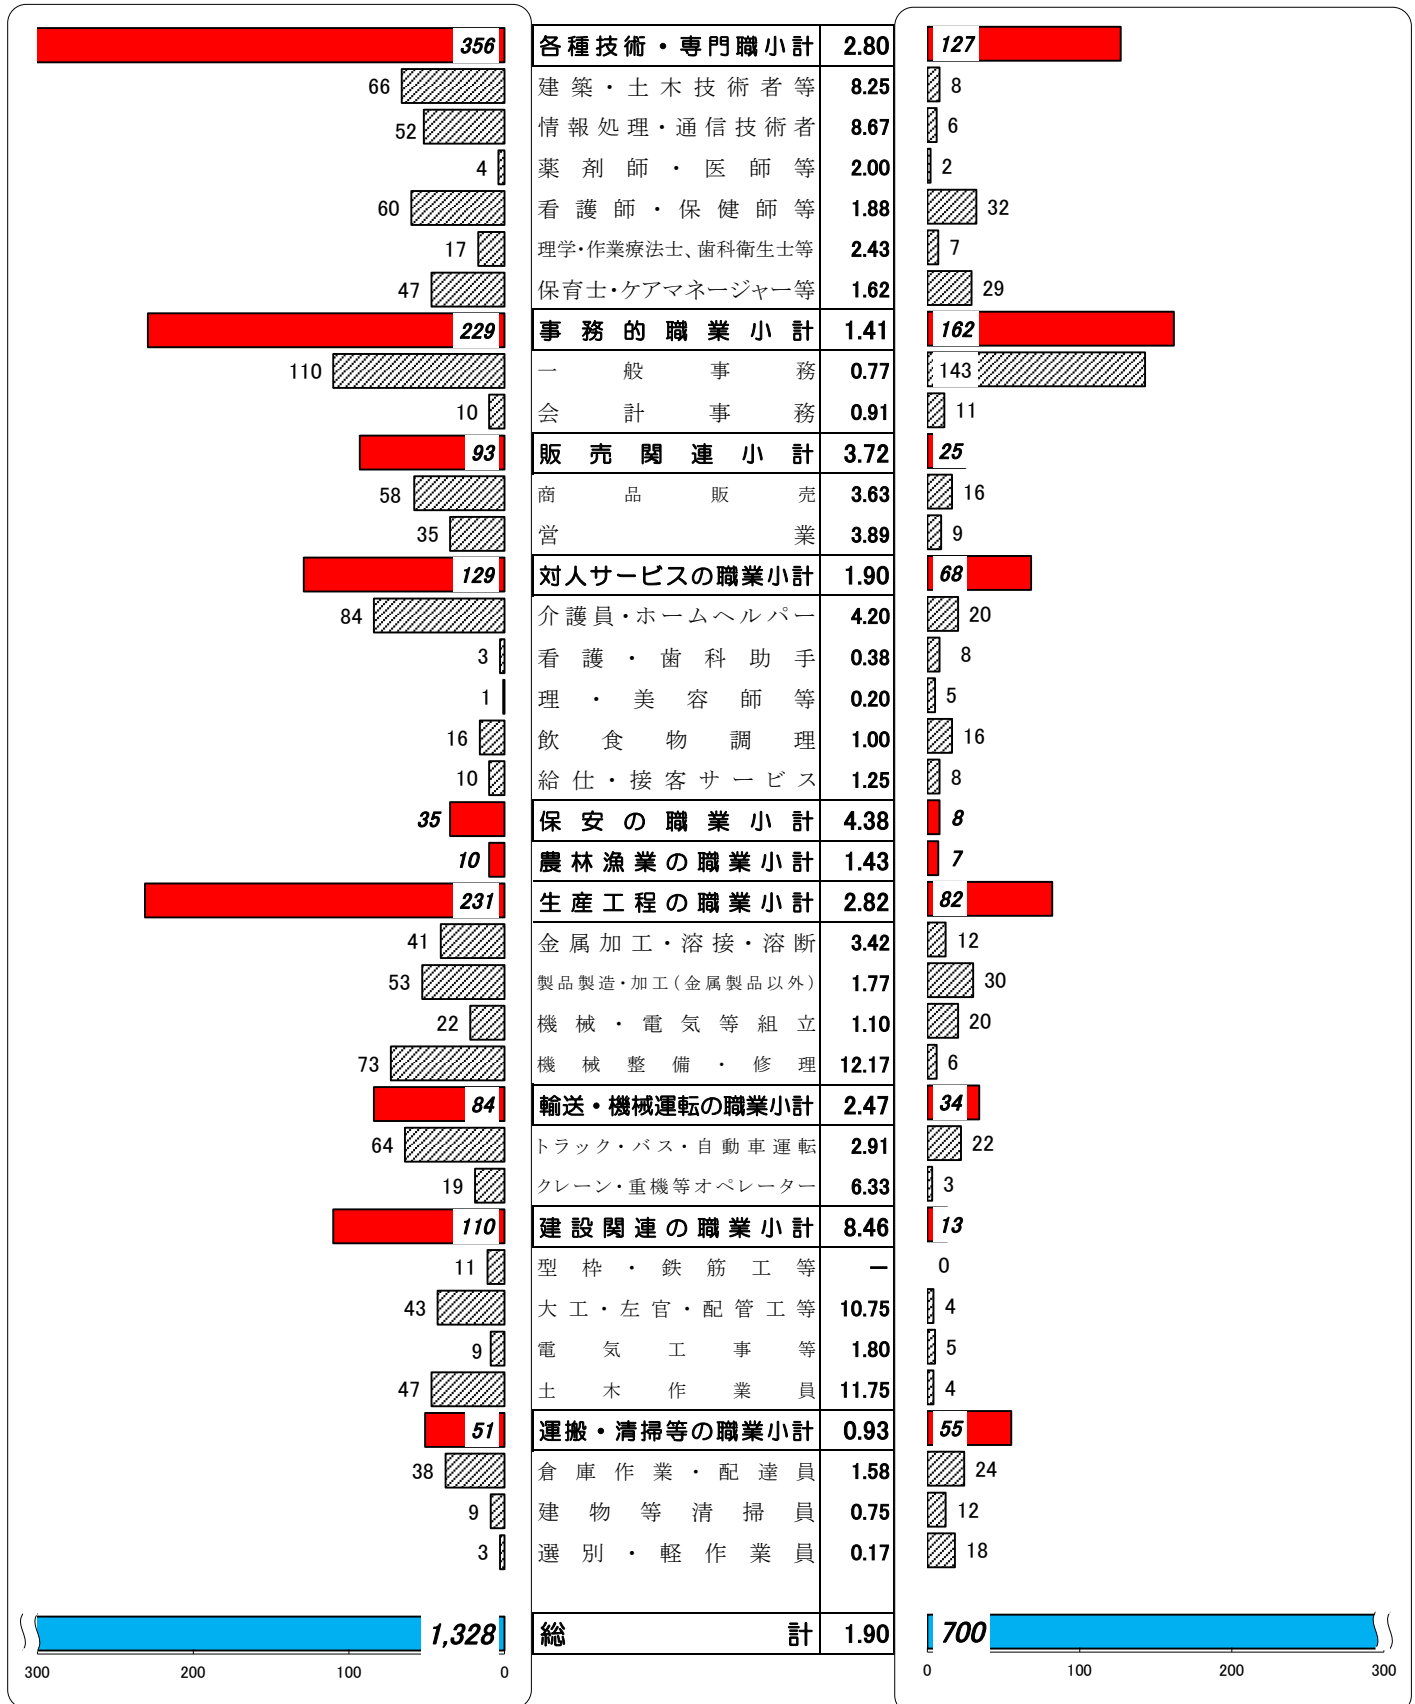 356 各種技術・専門職小計 2.80 127
66 建築・土木技術者等 8.25 8
52 情報処理・通信技術者 8.67 6
4 薬剤師・医師等 2.00 2
60 看護師・保健師等 1.88 32
17 理学・作業療法士、歯科衛生士等 2.43 7
47 保育士・ケアマネージャー等 1.62 29
229 事務的職業小計 1.41 162
110 一般事務 0.77 143
10 会計事務 0.91 11
93 販売関連小計 3.72 25
58 商品販売 3.63 16
35 営業 3.89 9
129 対人サービスの職業小計 1.90 68
84 介護員・ホームヘルパー 4.20 20
3 看護・歯科助手 0.38 8
1 理・美容師等 0.20 5
16 飲食物調理 1.00 16
10 給仕・接客サービス 1.25 8
35 保安の職業小計 4.38 8
10 農林漁業の職業小計 1.43 7
231 生産工程の職業小計 2.82 82
41 金属加工・溶接・溶断 3.42 12
53 製品製造・加工(金属製品以外) 1.77 30
22 機械・電気等組立 1.10 20
73 機械整備・修理 12.17 6
84 輸送・機械運転の職業小計 2.47 34
64 トラック・バス・自動車運転 2.91 22
19 クレーン・重機等オペレーター 6.33 3
110 建設関連の職業小計 8.46 13
11 型枠・鉄筋工等 ー 0
43 大工・左官・配管工等 10.75 4
9 電気工事等 1.80 5
47 土木作業員 11.75 4
51 運搬・清掃等の職業小計 0.93 55
38 倉庫作業・配達員 1.58 24
9 建物等清掃員 0.75 12
3 選別・軽作業員 0.17 18
1,328 総計 1.90 700
300 200 100 0 0 100 200 300